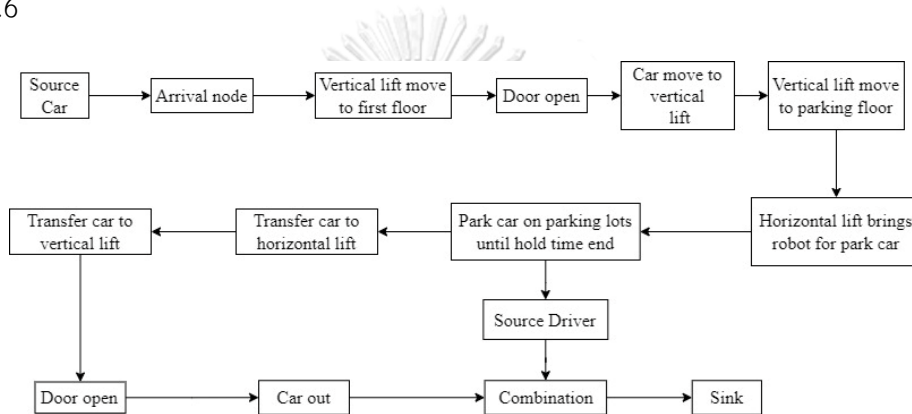 .6
Source
Car
Arrival node
Vertical lift move
to first floor
Door open
Car move to
vertical
lift
Vertical lift move
to parking floor
Horizontal lift brings
robot for park car
Park car on parking lots
until hold time end
Transfer car to
horizontal lift
Transfer car to
vertical lift
Source Driver
Door open
Car out
Combination
Sink